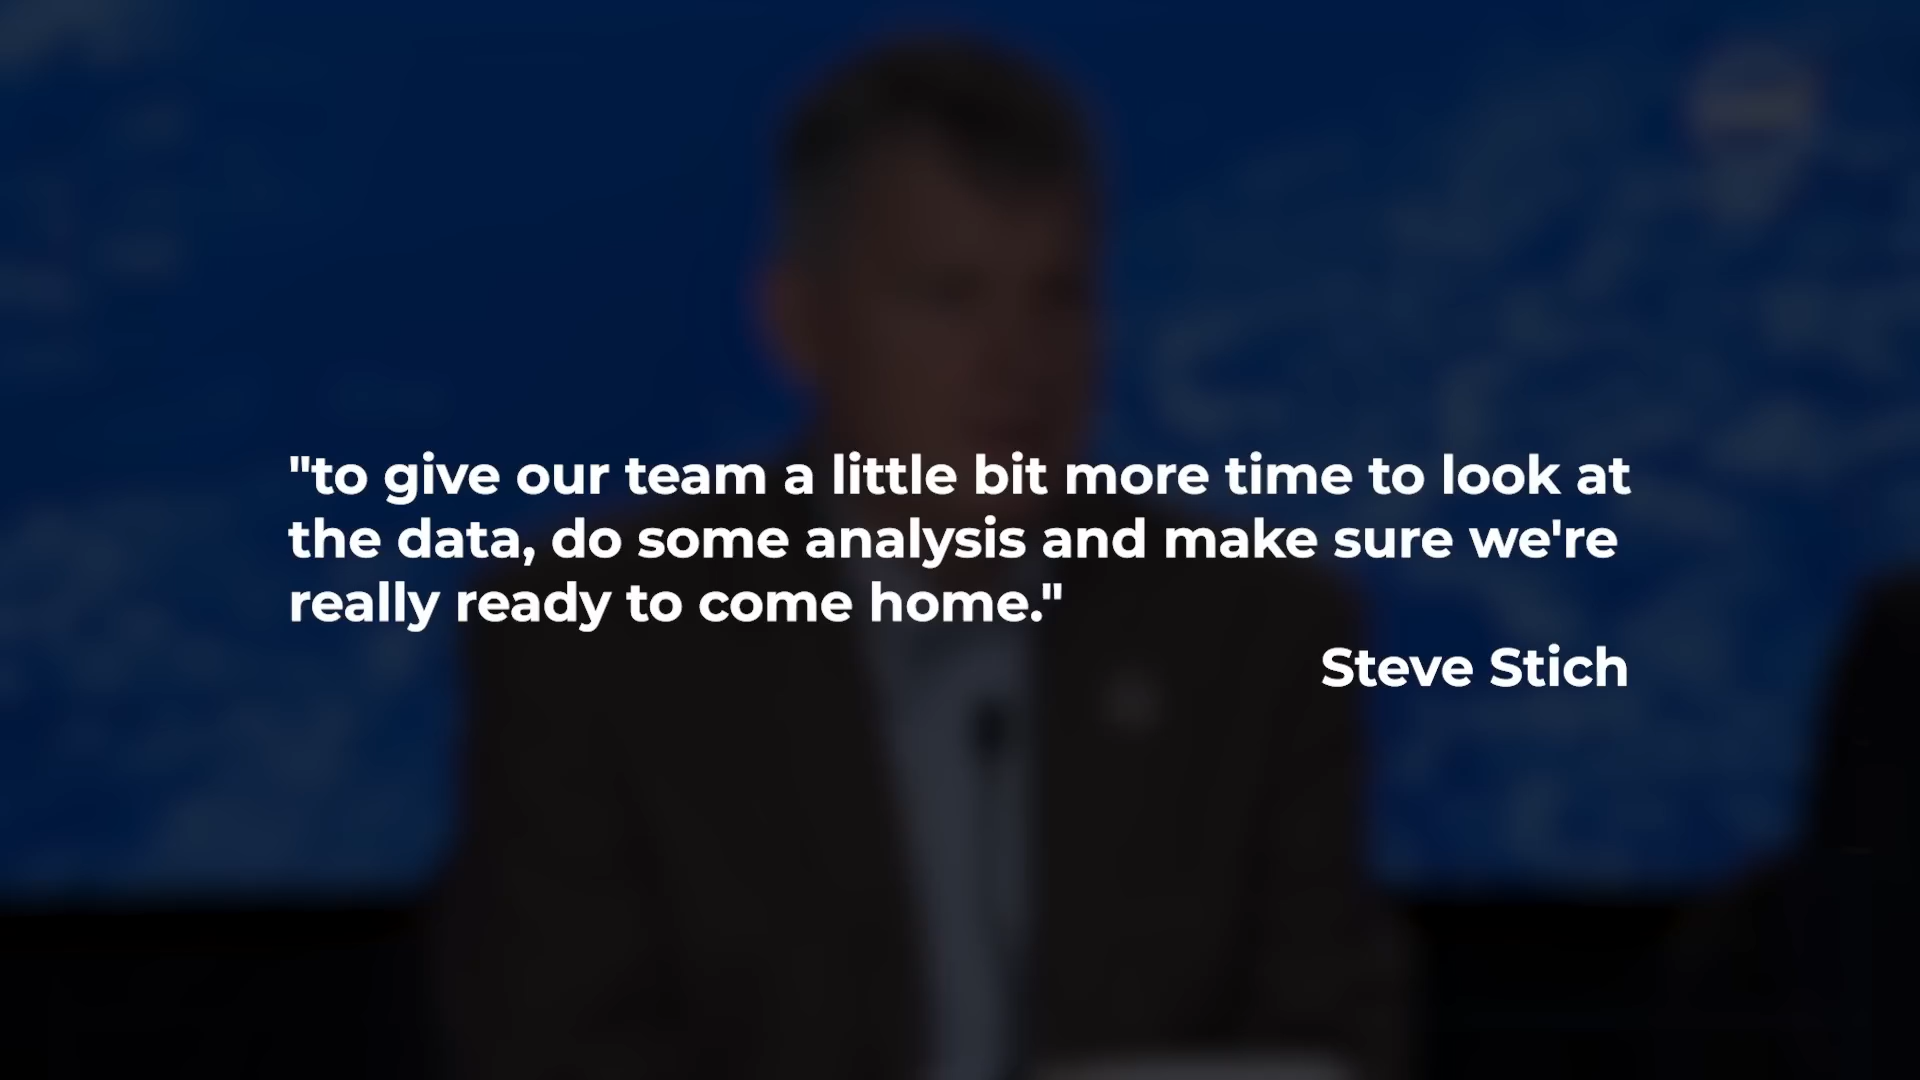 "to give our team a little bit more time to look at
the data, do some analysis and make sure we're
really ready to come home."
Steve Stich